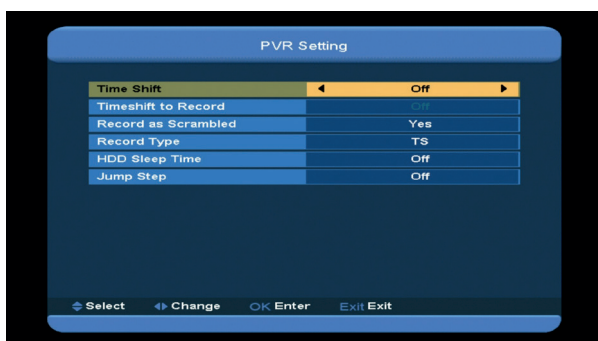 PVR Setting
Time Shift Off
Timeshift to Record Off
Record as Scrambled Yes
Record Type TS
HDD Sleep Time Off
Jump Step Off
Select Change OK Enter Exit Exit